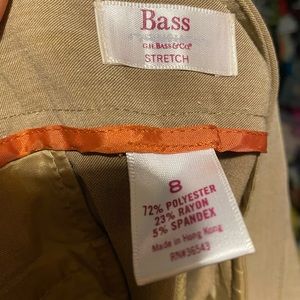 Bass
G.H. BASS & CO.
STRETCH
8
72% POLYESTER
23% RAYON
5% SPANDEX
Made in Hong Kong
RN#36543